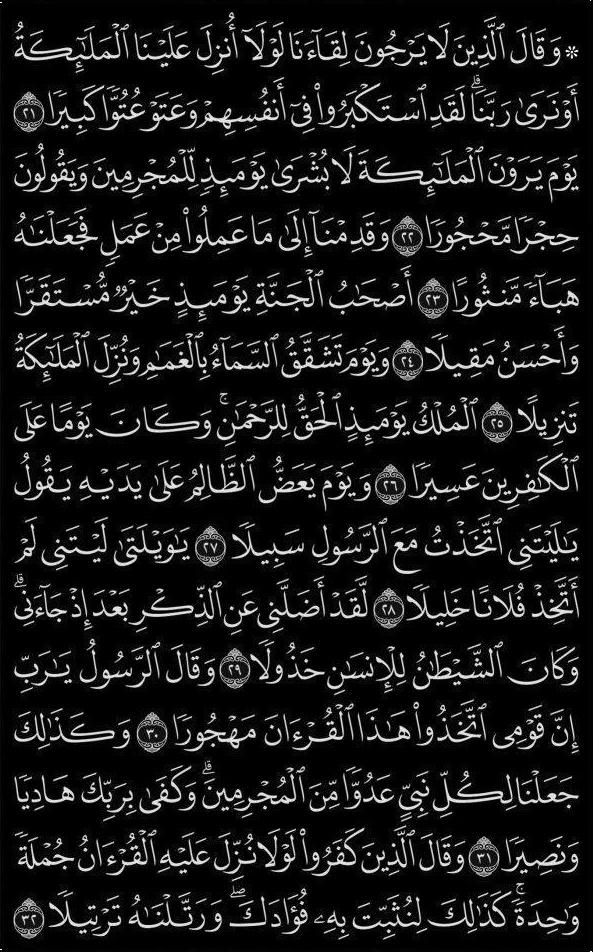 ۞ وَقَالَ ٱلَّذِينَ لَا يَرْجُونَ لِقَآءَنَا لَوْلَآ أُنزِلَ عَلَيْنَا ٱلْمَلَـٰٓئِكَةُ
أَوْ نَرَىٰ رَبَّنَا ۗ لَقَدِ ٱسْتَكْبَرُوا۟ فِىٓ أَنفُسِهِمْ وَعَتَوْ عُتُوًّا كَبِيرًا ٢١
يَوْمَ يَرَوْنَ ٱلْمَلَـٰٓئِكَةَ لَا بُشْرَىٰ يَوْمَئِذٍ لِّلْمُجْرِمِينَ وَيَقُولُونَ
حِجْرًا مَّحْجُورًا ٢٢ وَقَدِمْنَآ إِلَىٰ مَا عَمِلُوا۟ مِنْ عَمَلٍ فَجَعَلْنَـٰهُ
هَبَآءً مَّنثُورًا ٢٣ أَصْحَـٰبُ ٱلْجَنَّةِ يَوْمَئِذٍ خَيْرٌ مُّسْتَقَرًّا
وَأَحْسَنُ مَقِيلًا ٢٤ وَيَوْمَ تَشَقَّقُ ٱلسَّمَآءُ بِٱلْغَمَـٰمِ وَنُزِّلَ ٱلْمَلَـٰٓئِكَةُ
تَنزِيلًا ٢٥ ٱلْمُلْكُ يَوْمَئِذٍ ٱلْحَقُّ لِلرَّحْمَـٰنِ ۚ وَكَانَ يَوْمًا عَلَى
ٱلْكَـٰفِرِينَ عَسِيرًا ٢٦ وَيَوْمَ يَعَضُّ ٱلظَّالِمُ عَلَىٰ يَدَيْهِ يَقُولُ
يَـٰلَيْتَنِى ٱتَّخَذْتُ مَعَ ٱلرَّسُولِ سَبِيلًا ٢٧ يَـٰوَيْلَتَىٰ لَيْتَنِى لَمْ
أَتَّخِذْ فُلَانًا خَلِيلًا ٢٨ لَّقَدْ أَضَلَّنِى عَنِ ٱلذِّكْرِ بَعْدَ إِذْ جَآءَنِى ۗ
وَكَانَ ٱلشَّيْطَـٰنُ لِلْإِنسَـٰنِ خَذُولًا ٢٩ وَقَالَ ٱلرَّسُولُ يَـٰرَبِّ
إِنَّ قَوْمِى ٱتَّخَذُوا۟ هَـٰذَا ٱلْقُرْءَانَ مَهْجُورًا ٣٠ وَكَذَٰلِكَ
جَعَلْنَا لِكُلِّ نَبِىٍّ عَدُوًّا مِّنَ ٱلْمُجْرِمِينَ ۗ وَكَفَىٰ بِرَبِّكَ هَادِيًا
وَنَصِيرًا ٣١ وَقَالَ ٱلَّذِينَ كَفَرُوا۟ لَوْلَا نُزِّلَ عَلَيْهِ ٱلْقُرْءَانُ جُمْلَةً
وَٰحِدَةً ۚ كَذَٰلِكَ لِنُثَبِّتَ بِهِۦ فُؤَادَكَ ۖ وَرَتَّلْنَـٰهُ تَرْتِيلًا ٣٢